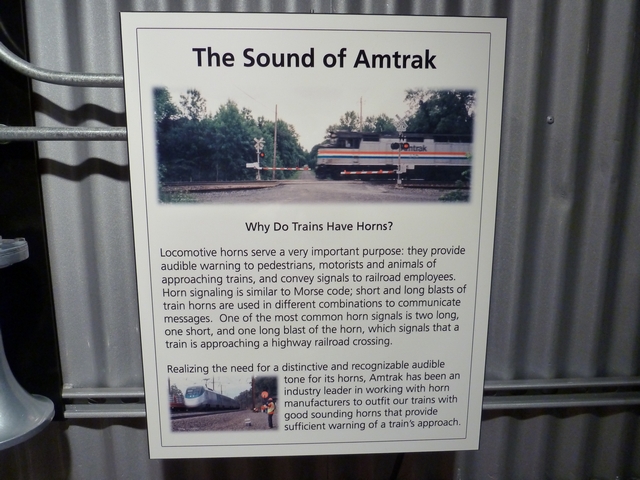 The Sound of Amtrak
Amtrak
Why Do Trains Have Horns?
Locomotive horns serve a very important purpose: they provide
audible warning to pedestrians, motorists and animals of
approaching trains, and convey signals to railroad employees.
Horn signaling is similar to Morse code; short and long blasts of
train horns are used in different combinations to communicate
messages. One of the most common horn signals is two long,
one short, and one long blast of the horn, which signals that a
train is approaching a highway railroad crossing.
Realizing the need for a distinctive and recognizable audible
tone for its horns, Amtrak has been an
industry leader in working with horn
manufacturers to outfit our trains with
good sounding horns that provide
sufficient warning of a train's approach.